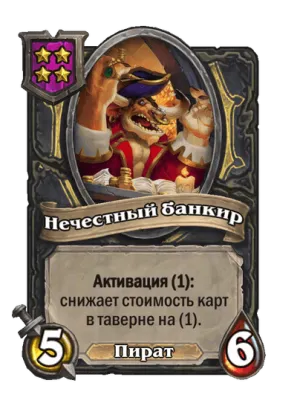 Нечестный банкир
Активация (1):
снижает стоимость карт
в таверне на (1).
5
Пират
6